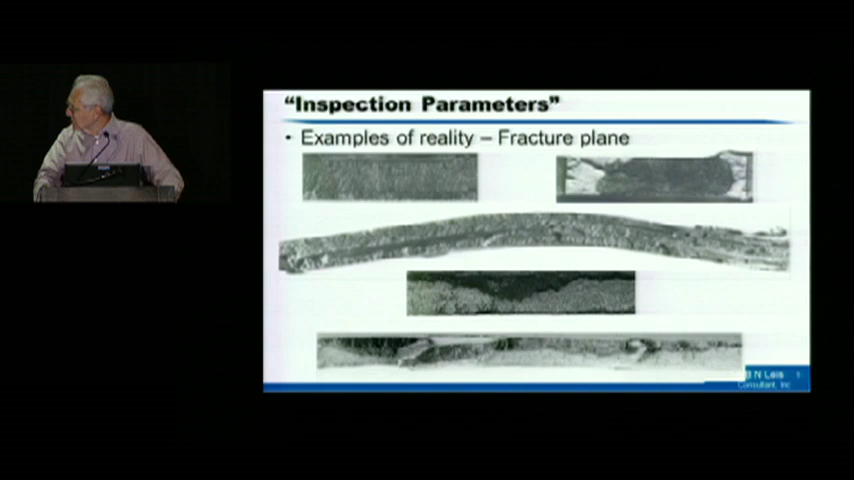 “Inspection Parameters”
• Examples of reality – Fracture plane
B N Leis
Consultant, Inc